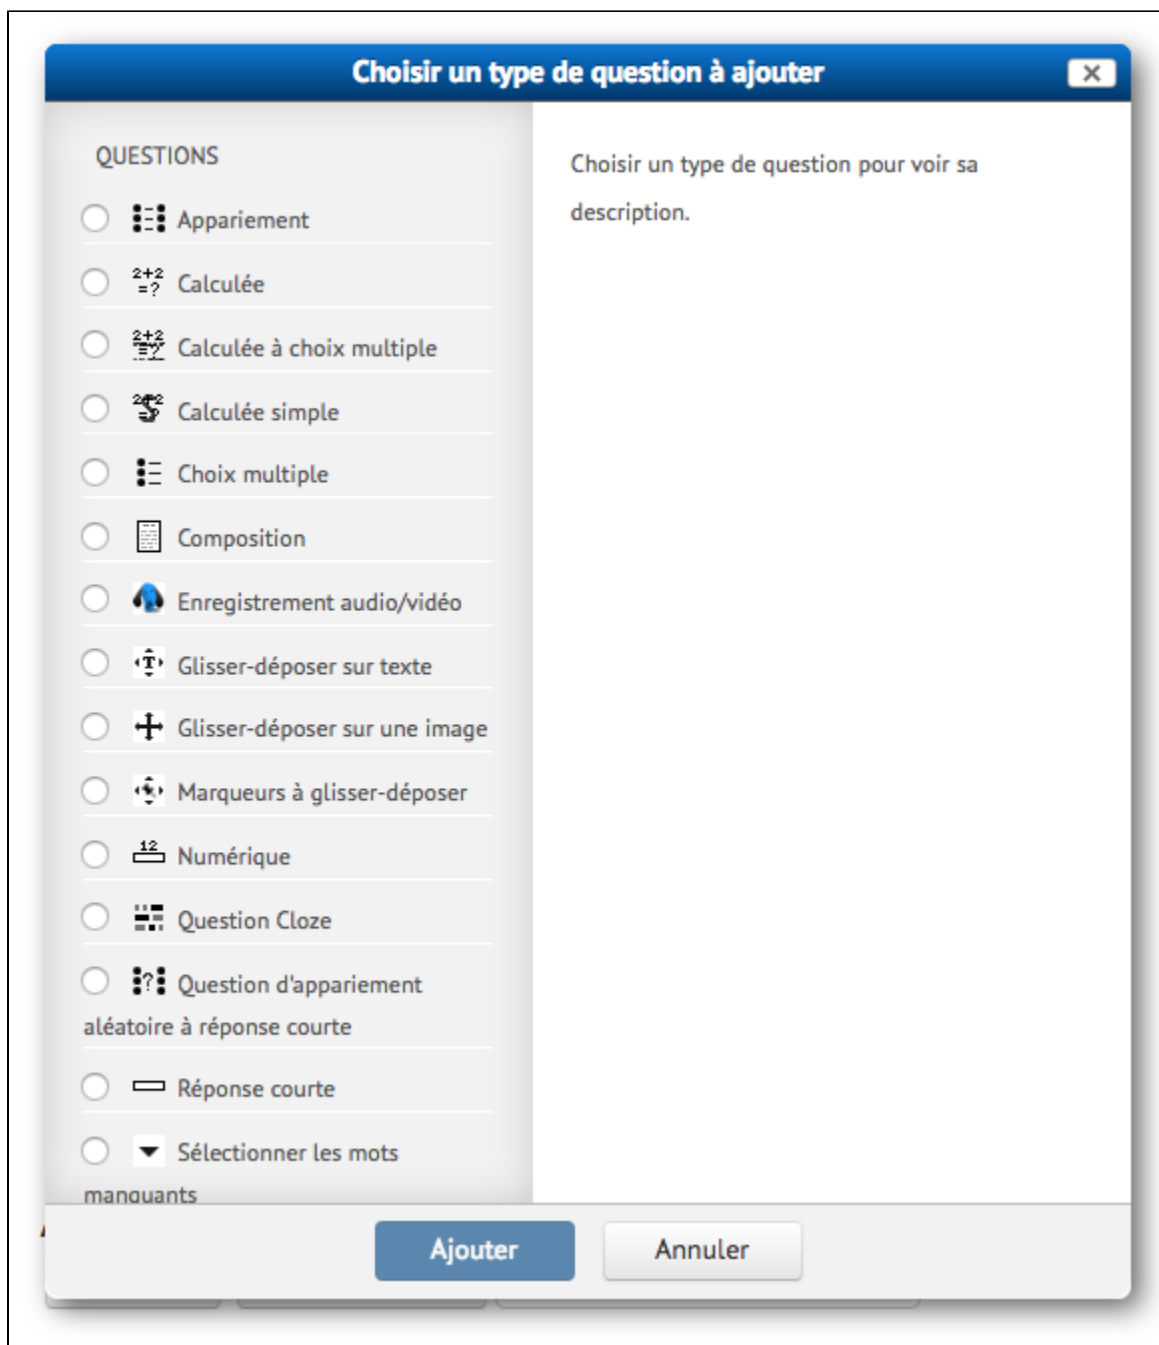 Choisir un type de question à ajouter
QUESTIONS
Appariement
2+2
=?
Calculée
2+2
=?
Calculée à choix multiple
Calculée simple
Choix multiple
Composition
Enregistrement audio/vidéo
T
Glisser-déposer sur texte
Glisser-déposer sur une image
Marqueurs à glisser-déposer
12
Numérique
Question Cloze
?
Question d'appariement
aléatoire à réponse courte
Réponse courte
Sélectionner les mots
manquants
Choisir un type de question pour voir sa
description.
Ajouter
Annuler